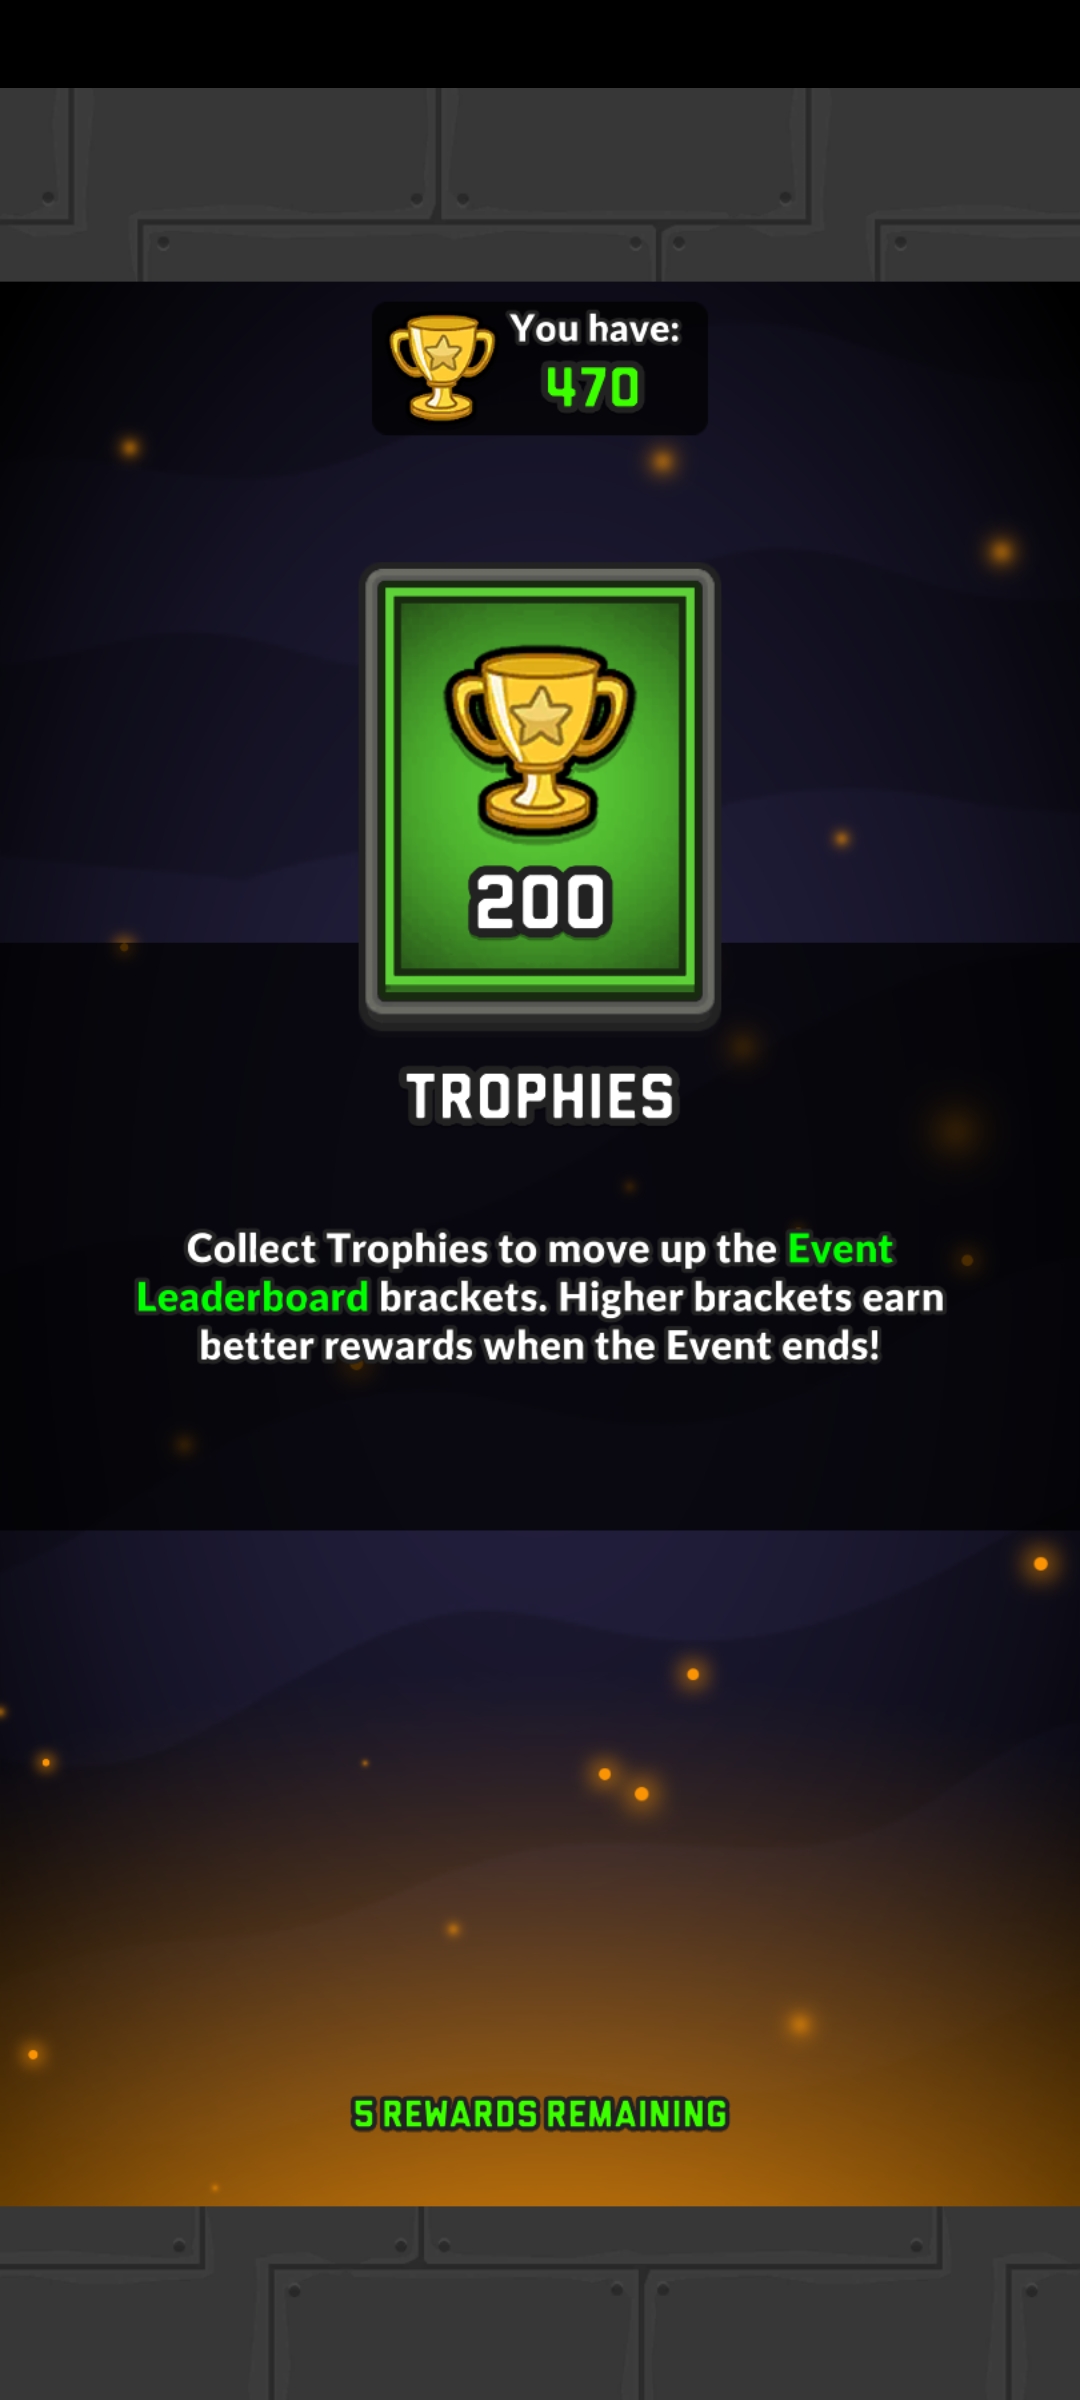 You have:
470
200
TROPHIES
Collect Trophies to move up the Event
Leaderboard brackets. Higher brackets earn
better rewards when the Event ends!
5 REWARDS REMAINING